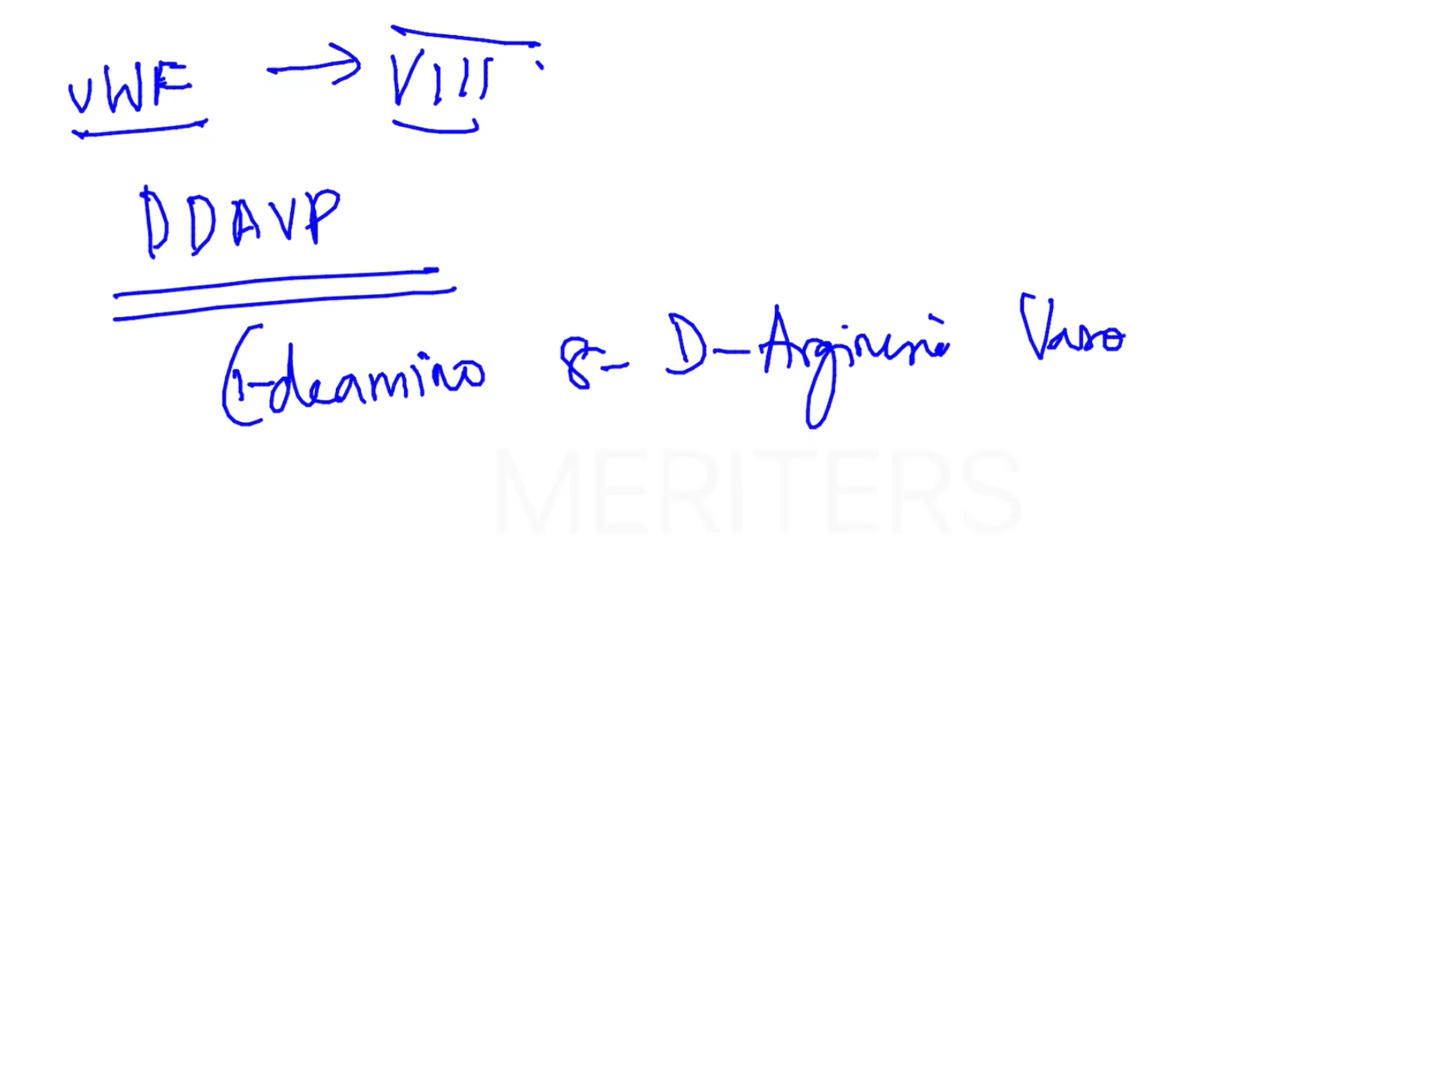 vWF → VIII
DDAVP
(1-deamino 8- D-Arginine Vaso
MERITERS